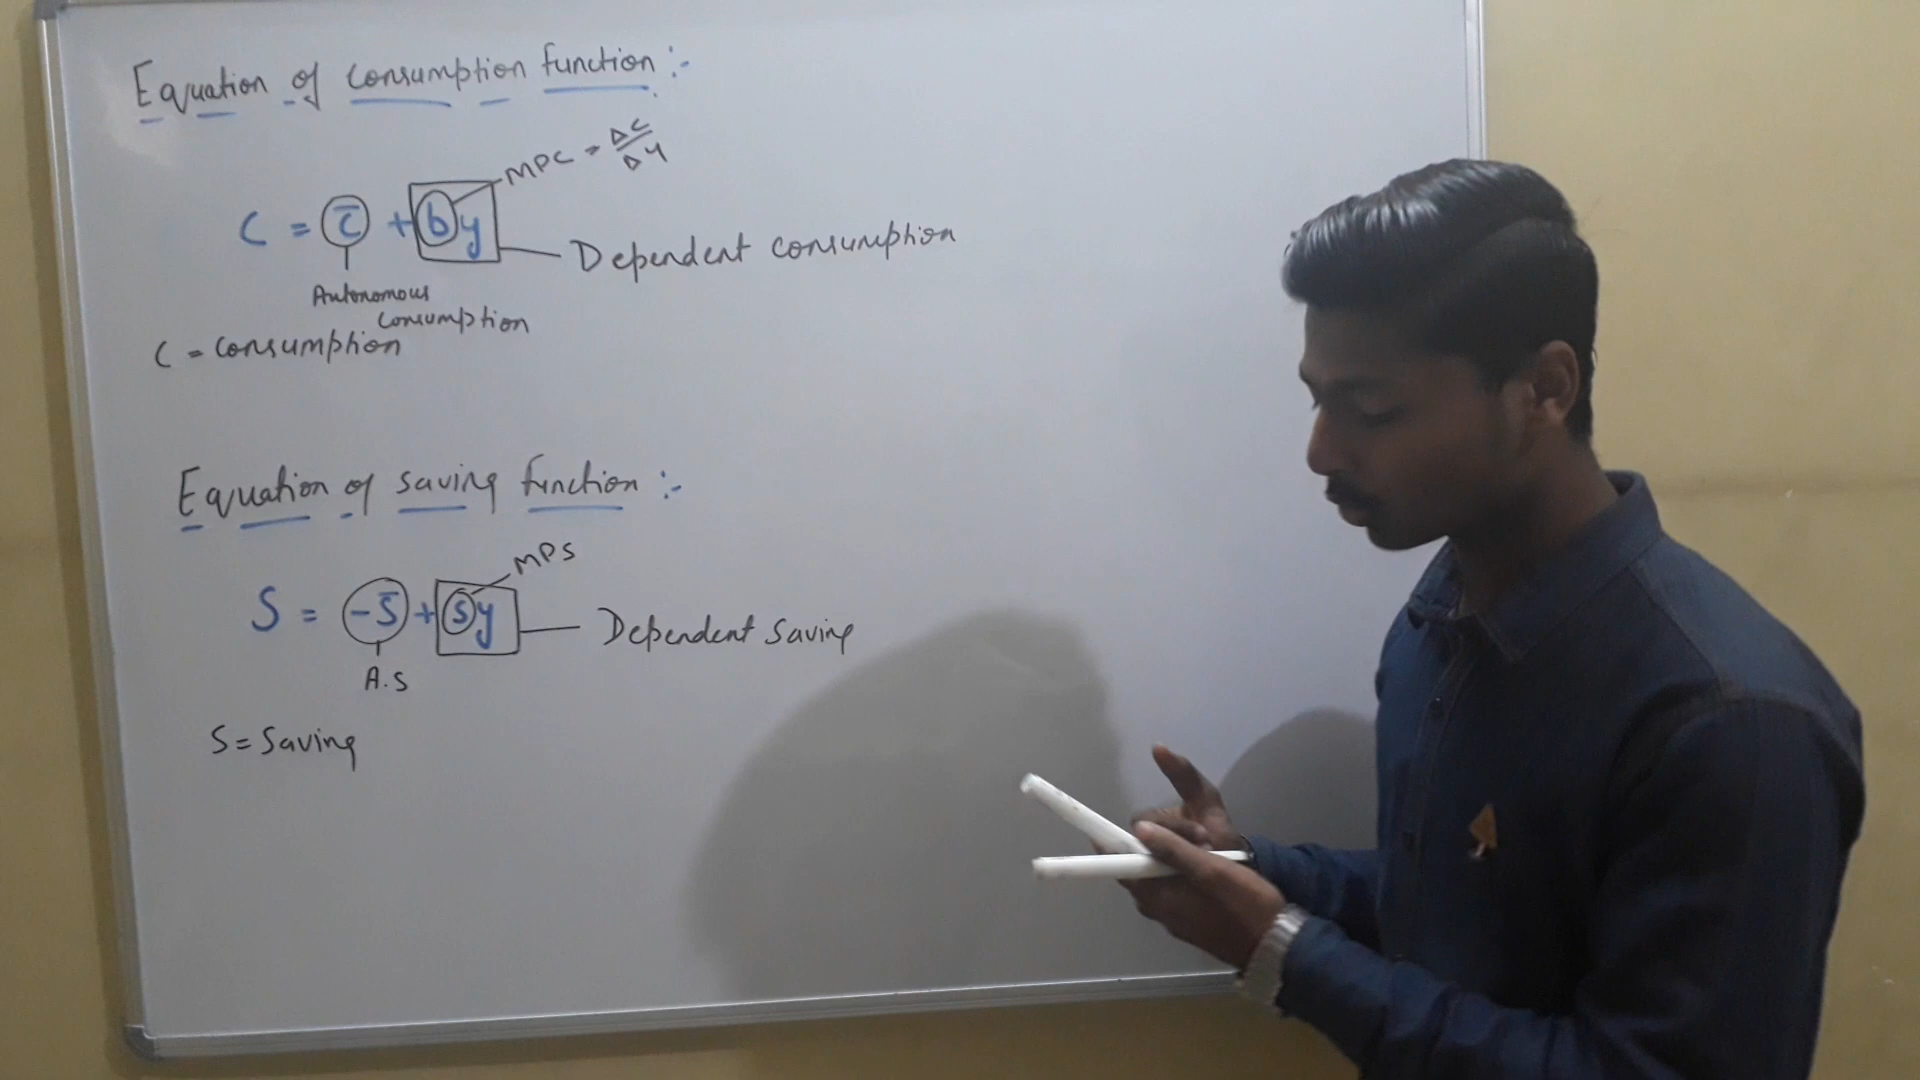 Equation of consumption function :-
MPC = ΔC/ΔY
C = c̅ + by
Dependent consumption
Autonomous
consumption
C = consumption
Equation of saving function :-
MPS
S = -s̅ + sy
Dependent saving
A.S
S = Saving